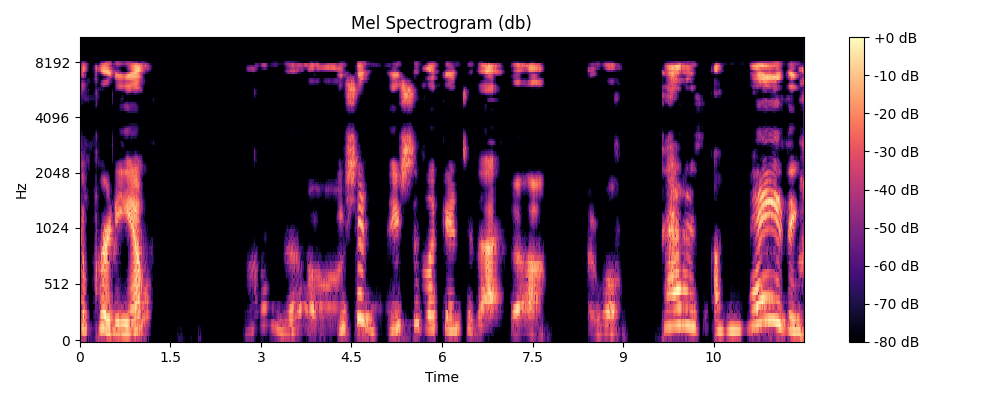 Mel Spectrogram (db)
8192
4096
2048
1024
512
0
Hz
0 1.5 3 4.5 6 7.5 9 10
Time
+0 dB
-10 dB
-20 dB
-30 dB
-40 dB
-50 dB
-60 dB
-70 dB
-80 dB